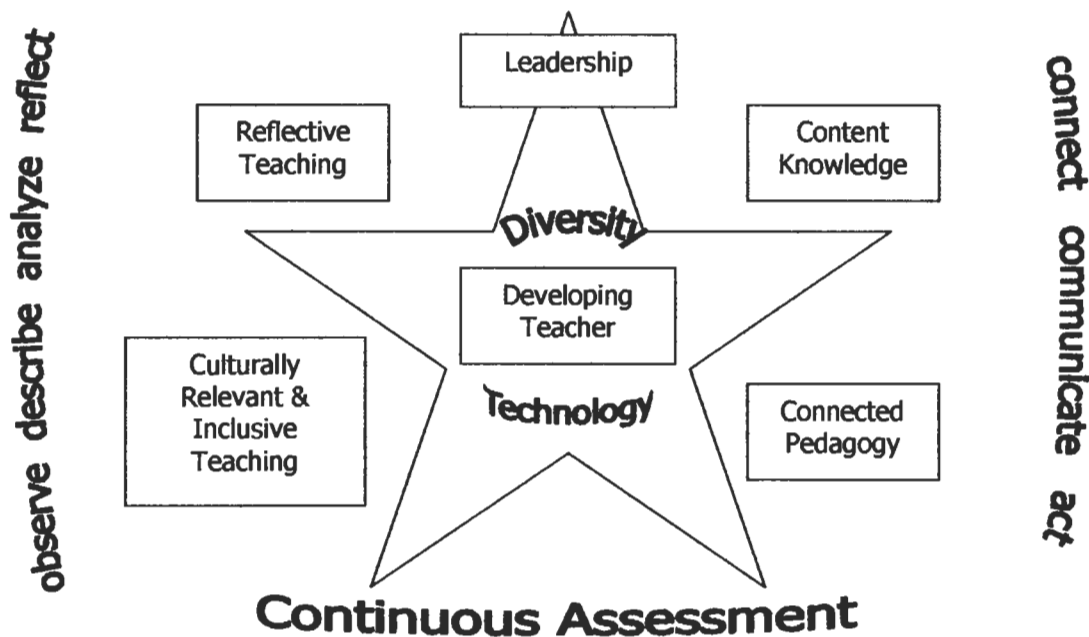 observe describe analyze reflect
Leadership
Reflective
Teaching
Content
Knowledge
Diversity
Developing
Teacher
Culturally
Relevant &
Inclusive
Teaching
Technology
Connected
Pedagogy
connect communicate act
Continuous Assessment